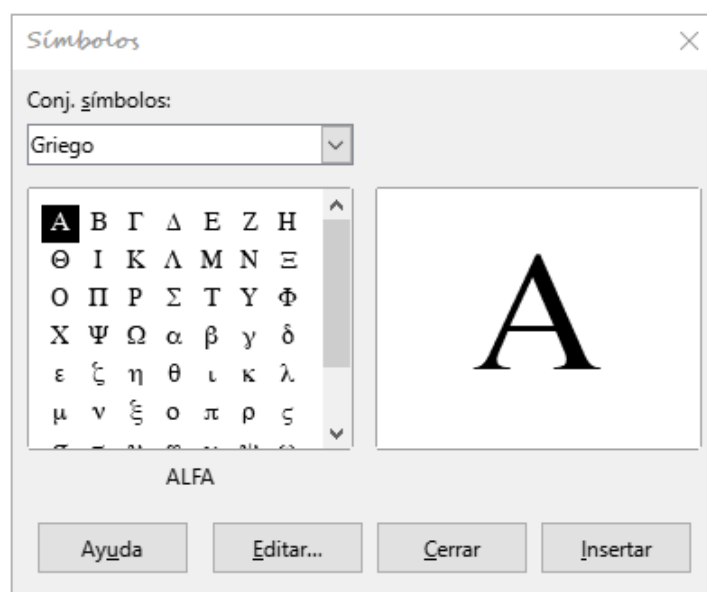 Símbolos
Conj. símbolos:
Griego
Α Β Γ Δ Ε Ζ Η
Θ Ι Κ Λ Μ Ν Ξ
Ο Π Ρ Σ Τ Υ Φ
Χ Ψ Ω α β γ δ
ε ζ η θ ι κ λ
μ ν ξ ο π ρ ς
Α
ALFA
Ayuda Editar... Cerrar Insertar